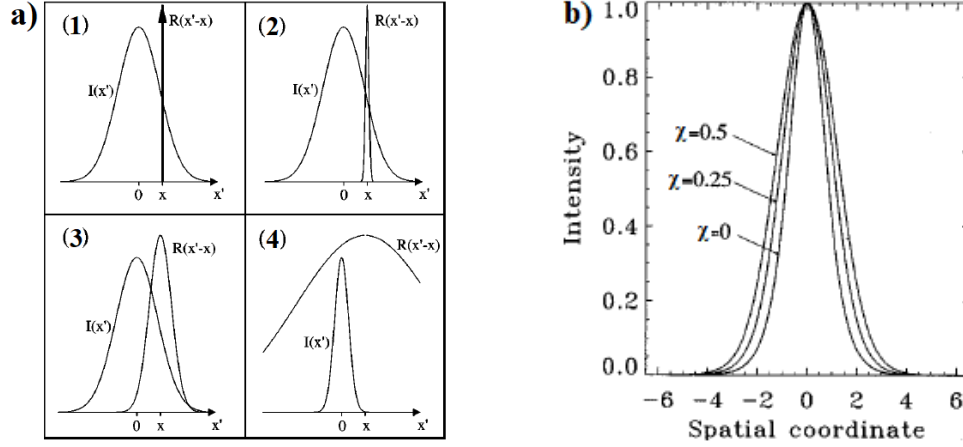 a)
(1)
R(x'-x)
I(x')
0 x x'
(2)
R(x'-x)
I(x')
0 x x'
(3)
R(x'-x)
I(x')
0 x x'
(4)
R(x'-x)
I(x')
0 x x'
b)
Intensity
1.0
0.8
0.6
0.4
0.2
0.0
χ=0.5
χ=0.25
χ=0
-6 -4 -2 0 2 4 6
Spatial coordinate